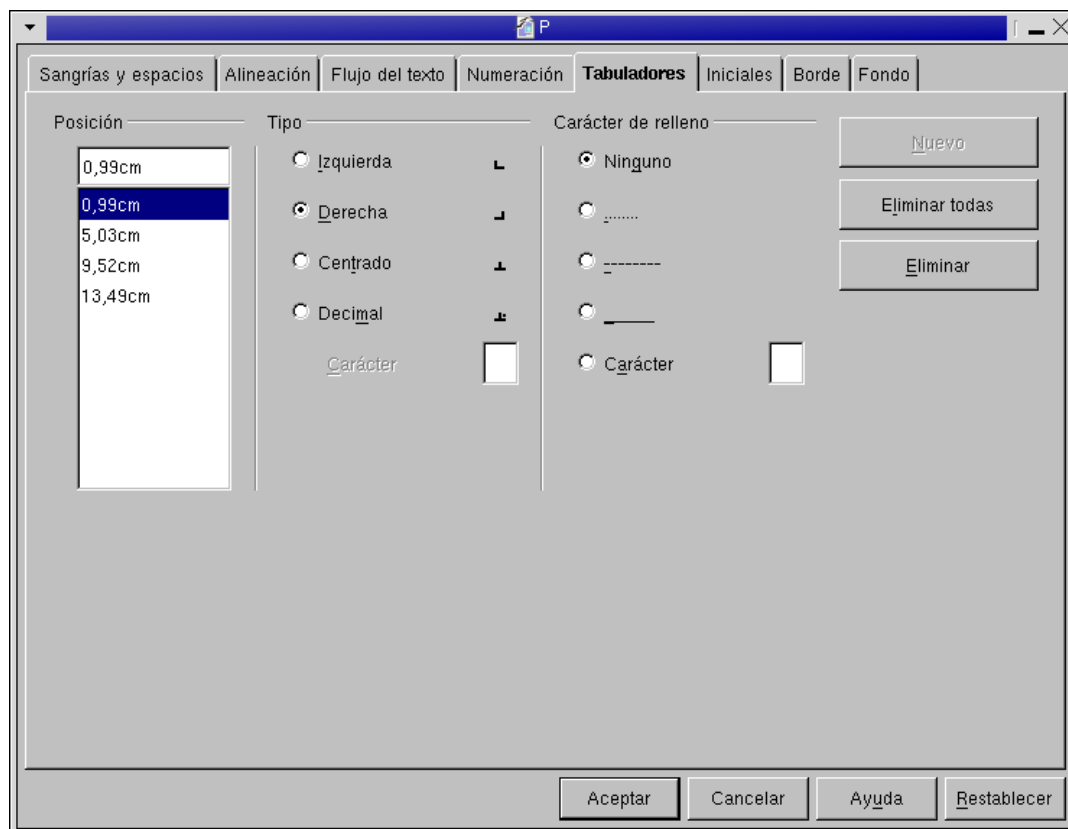 P
Sangrías y espacios Alineación Flujo del texto Numeración Tabuladores Iniciales Borde Fondo
Posición Tipo Carácter de relleno
0,99cm
0,99cm
5,03cm
9,52cm
13,49cm
Izquierda
Derecha
Centrado
Decimal
Carácter
Ninguno
........
--------
______
Carácter
Nuevo
Eliminar todas
Eliminar
Aceptar Cancelar Ayuda Restablecer